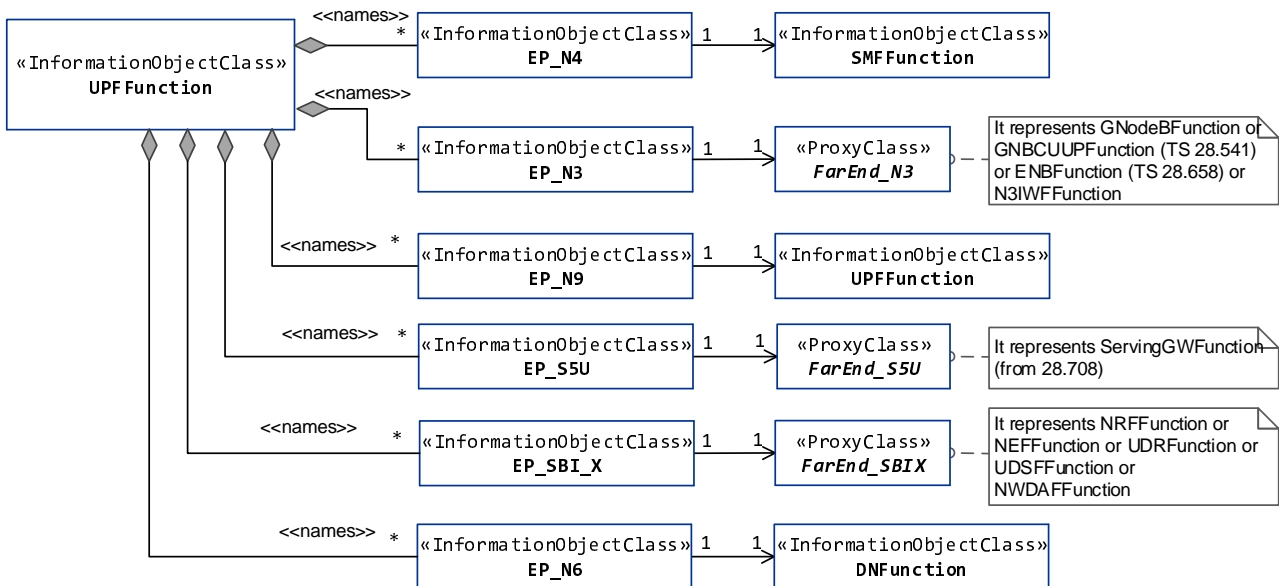 <<names>>
«InformationObjectClass»
UPFFunction
*
«InformationObjectClass»
EP_N4
1 1
«InformationObjectClass»
SMFFunction
<<names>>
*
«InformationObjectClass»
EP_N3
1 1
«ProxyClass»
FarEnd_N3
It represents GNodeBFunction or
GNBCUUPFunction (TS 28.541)
or ENBFunction (TS 28.658) or
N3IWFFunction
<<names>> *
«InformationObjectClass»
EP_N9
1 1
«InformationObjectClass»
UPFFunction
<<names>> *
«InformationObjectClass»
EP_S5U
1 1
«ProxyClass»
FarEnd_S5U
It represents ServingGWFunction
(from 28.708)
<<names>> *
«InformationObjectClass»
EP_SBI_X
1 1
«ProxyClass»
FarEnd_SBIX
It represents NRFFunction or
NEFFunction or UDRFunction or
UDSFFunction or
NWDAFFunction
<<names>> *
«InformationObjectClass»
EP_N6
1 1
«InformationObjectClass»
DNFunction